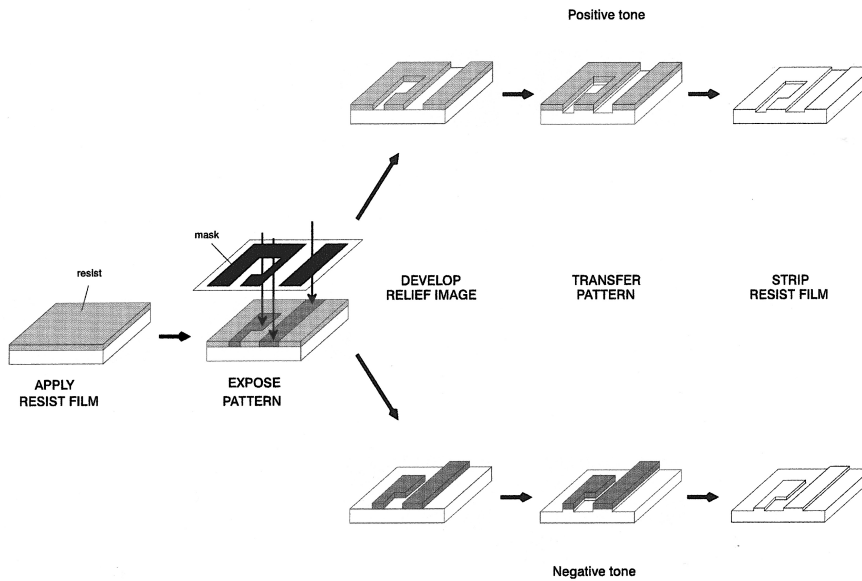 Positive tone
mask
resist
DEVELOP
RELIEF IMAGE
TRANSFER
PATTERN
STRIP
RESIST FILM
APPLY
RESIST FILM
EXPOSE
PATTERN
Negative tone